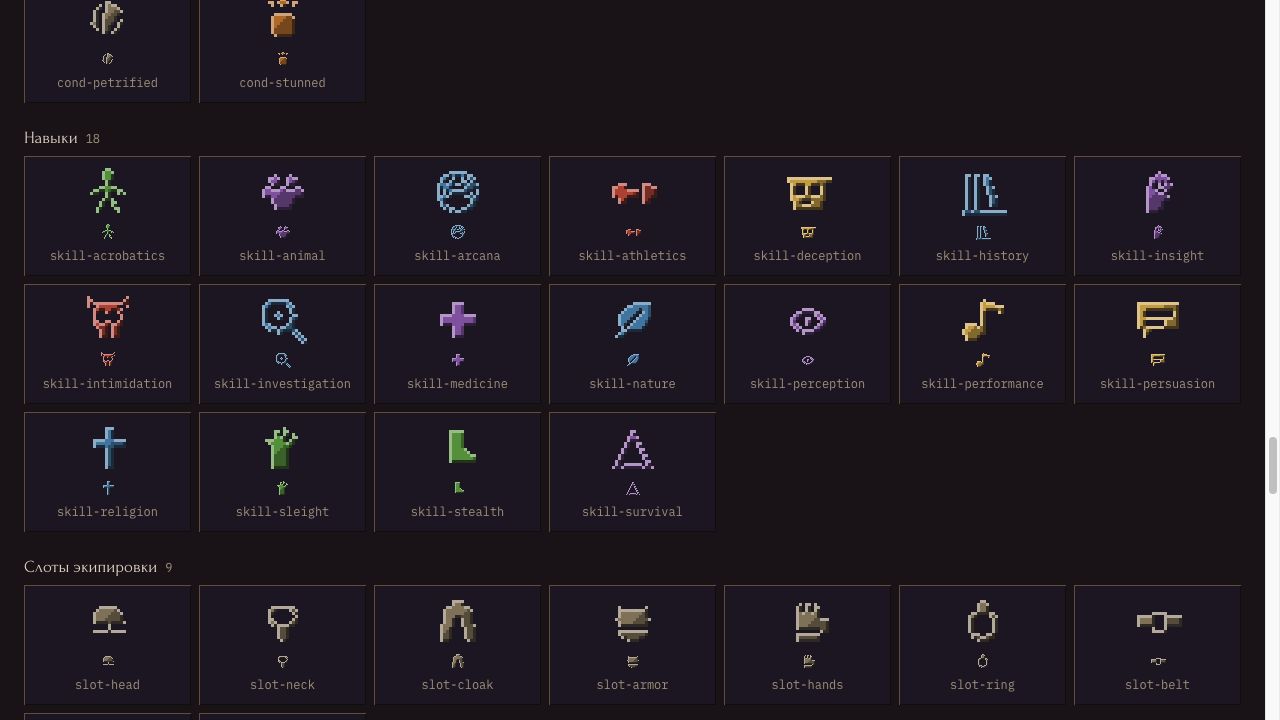 cond-petrified cond-stunned
Навыки 18
skill-acrobatics skill-animal skill-arcana skill-athletics skill-deception skill-history skill-insight
skill-intimidation skill-investigation skill-medicine skill-nature skill-perception skill-performance skill-persuasion
skill-religion skill-sleight skill-stealth skill-survival
Слоты экипировки 9
slot-head slot-neck slot-cloak slot-armor slot-hands slot-ring slot-belt